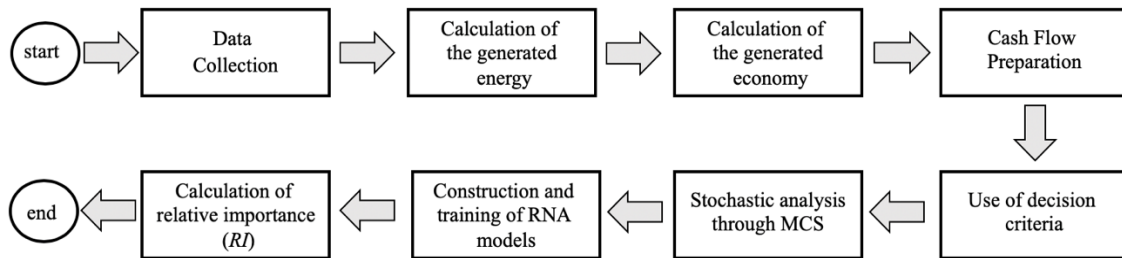 start
Data
Collection
Calculation of
the generated
energy
Calculation of
the generated
economy
Cash Flow
Preparation
Use of decision
criteria
Stochastic analysis
through MCS
Construction and
training of RNA
models
Calculation of
relative importance
(RI)
end